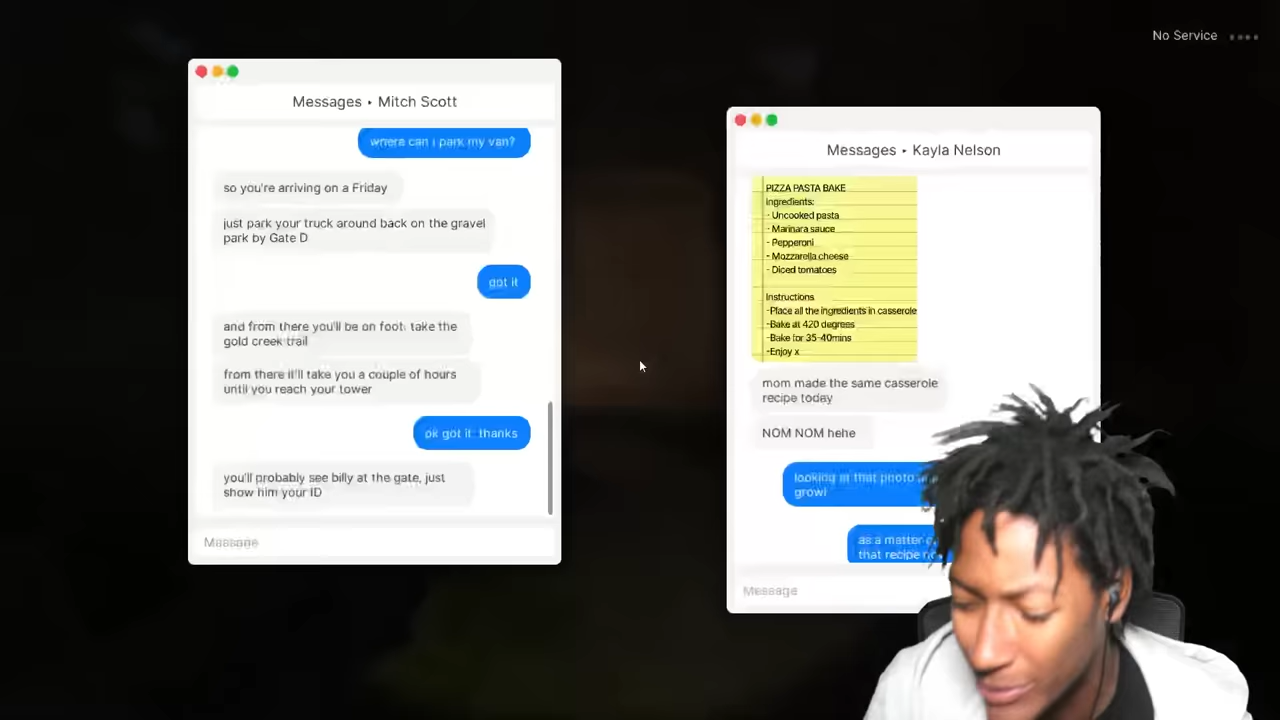 No Service
Messages • Mitch Scott
where can i park my van?
so you're arriving on a Friday
just park your truck around back on the gravel
park by Gate D
got it
and from there you'll be on foot. take the
gold creek trail
from there it'll take you a couple of hours
until you reach your tower
ok got it. thanks
you'll probably see billy at the gate, just
show him your ID
Message
Messages • Kayla Nelson
PIZZA PASTA BAKE
Ingredients:
- Uncooked pasta
- Marinara sauce
- Pepperoni
- Mozzarella cheese
- Diced tomatoes
Instructions
-Place all the ingredients in casserole
-Bake at 420 degrees
-Bake for 35-40mins
-Enjoy x
mom made the same casserole
recipe today
NOM NOM hehe
looking at that photo
growl
as a matter
that recipe
Message